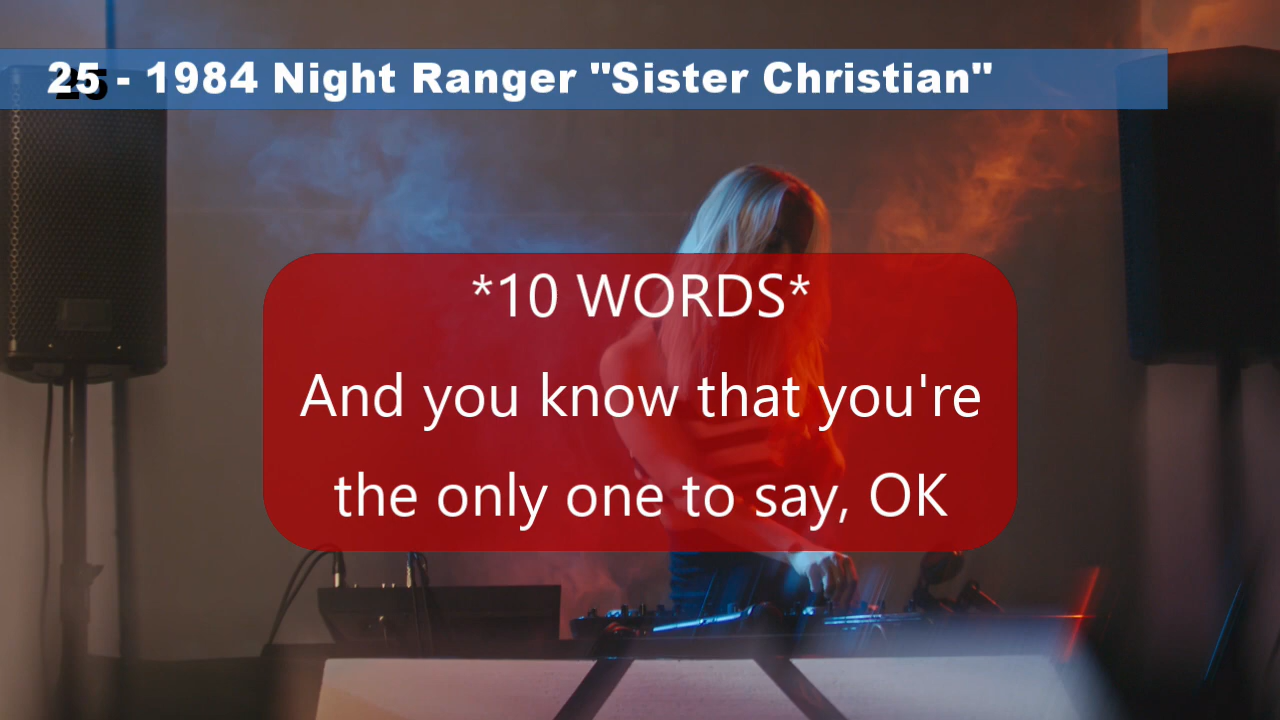 25 - 1984 Night Ranger "Sister Christian"
*10 WORDS*
And you know that you're
the only one to say, OK